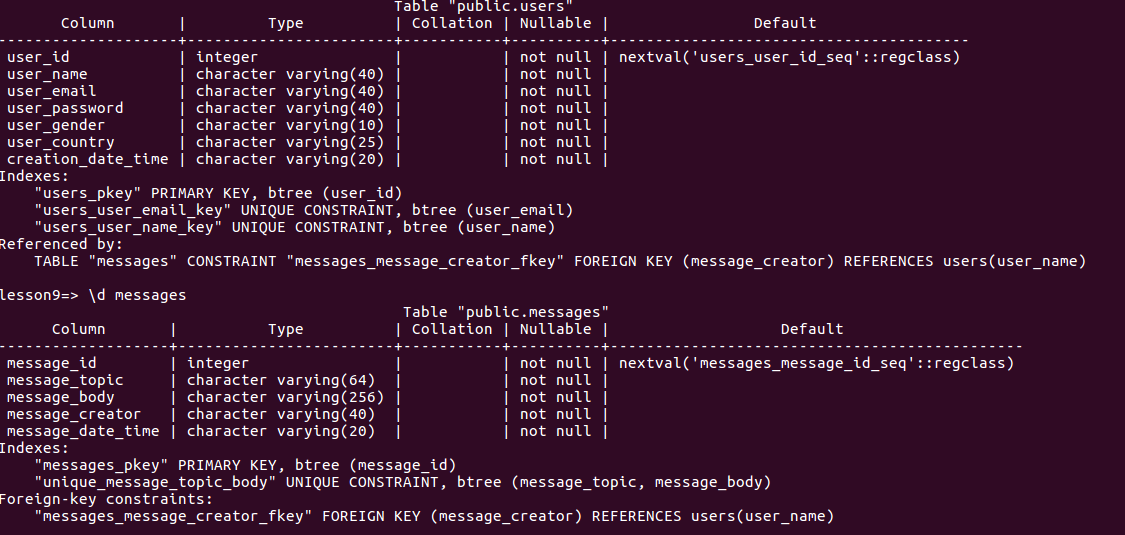 Table "public.users"
       Column       |          Type          | Collation | Nullable |                Default
--------------------+------------------------+-----------+----------+----------------------------------------
 user_id            | integer                |           | not null | nextval('users_user_id_seq'::regclass)
 user_name          | character varying(40)  |           | not null |
 user_email         | character varying(40)  |           | not null |
 user_password      | character varying(40)  |           | not null |
 user_gender        | character varying(10)  |           | not null |
 user_country       | character varying(25)  |           | not null |
 creation_date_time | character varying(20)  |           | not null |
Indexes:
    "users_pkey" PRIMARY KEY, btree (user_id)
    "users_user_email_key" UNIQUE CONSTRAINT, btree (user_email)
    "users_user_name_key" UNIQUE CONSTRAINT, btree (user_name)
Referenced by:
    TABLE "messages" CONSTRAINT "messages_message_creator_fkey" FOREIGN KEY (message_creator) REFERENCES users(user_name)

lesson9=> \d messages
                                              Table "public.messages"
      Column       |          Type          | Collation | Nullable |                   Default
-------------------+------------------------+-----------+----------+----------------------------------------------
 message_id        | integer                |           | not null | nextval('messages_message_id_seq'::regclass)
 message_topic     | character varying(64)  |           | not null |
 message_body      | character varying(256) |           | not null |
 message_creator   | character varying(40)  |           | not null |
 message_date_time | character varying(20)  |           | not null |
Indexes:
    "messages_pkey" PRIMARY KEY, btree (message_id)
    "unique_message_topic_body" UNIQUE CONSTRAINT, btree (message_topic, message_body)
Foreign-key constraints:
    "messages_message_creator_fkey" FOREIGN KEY (message_creator) REFERENCES users(user_name)